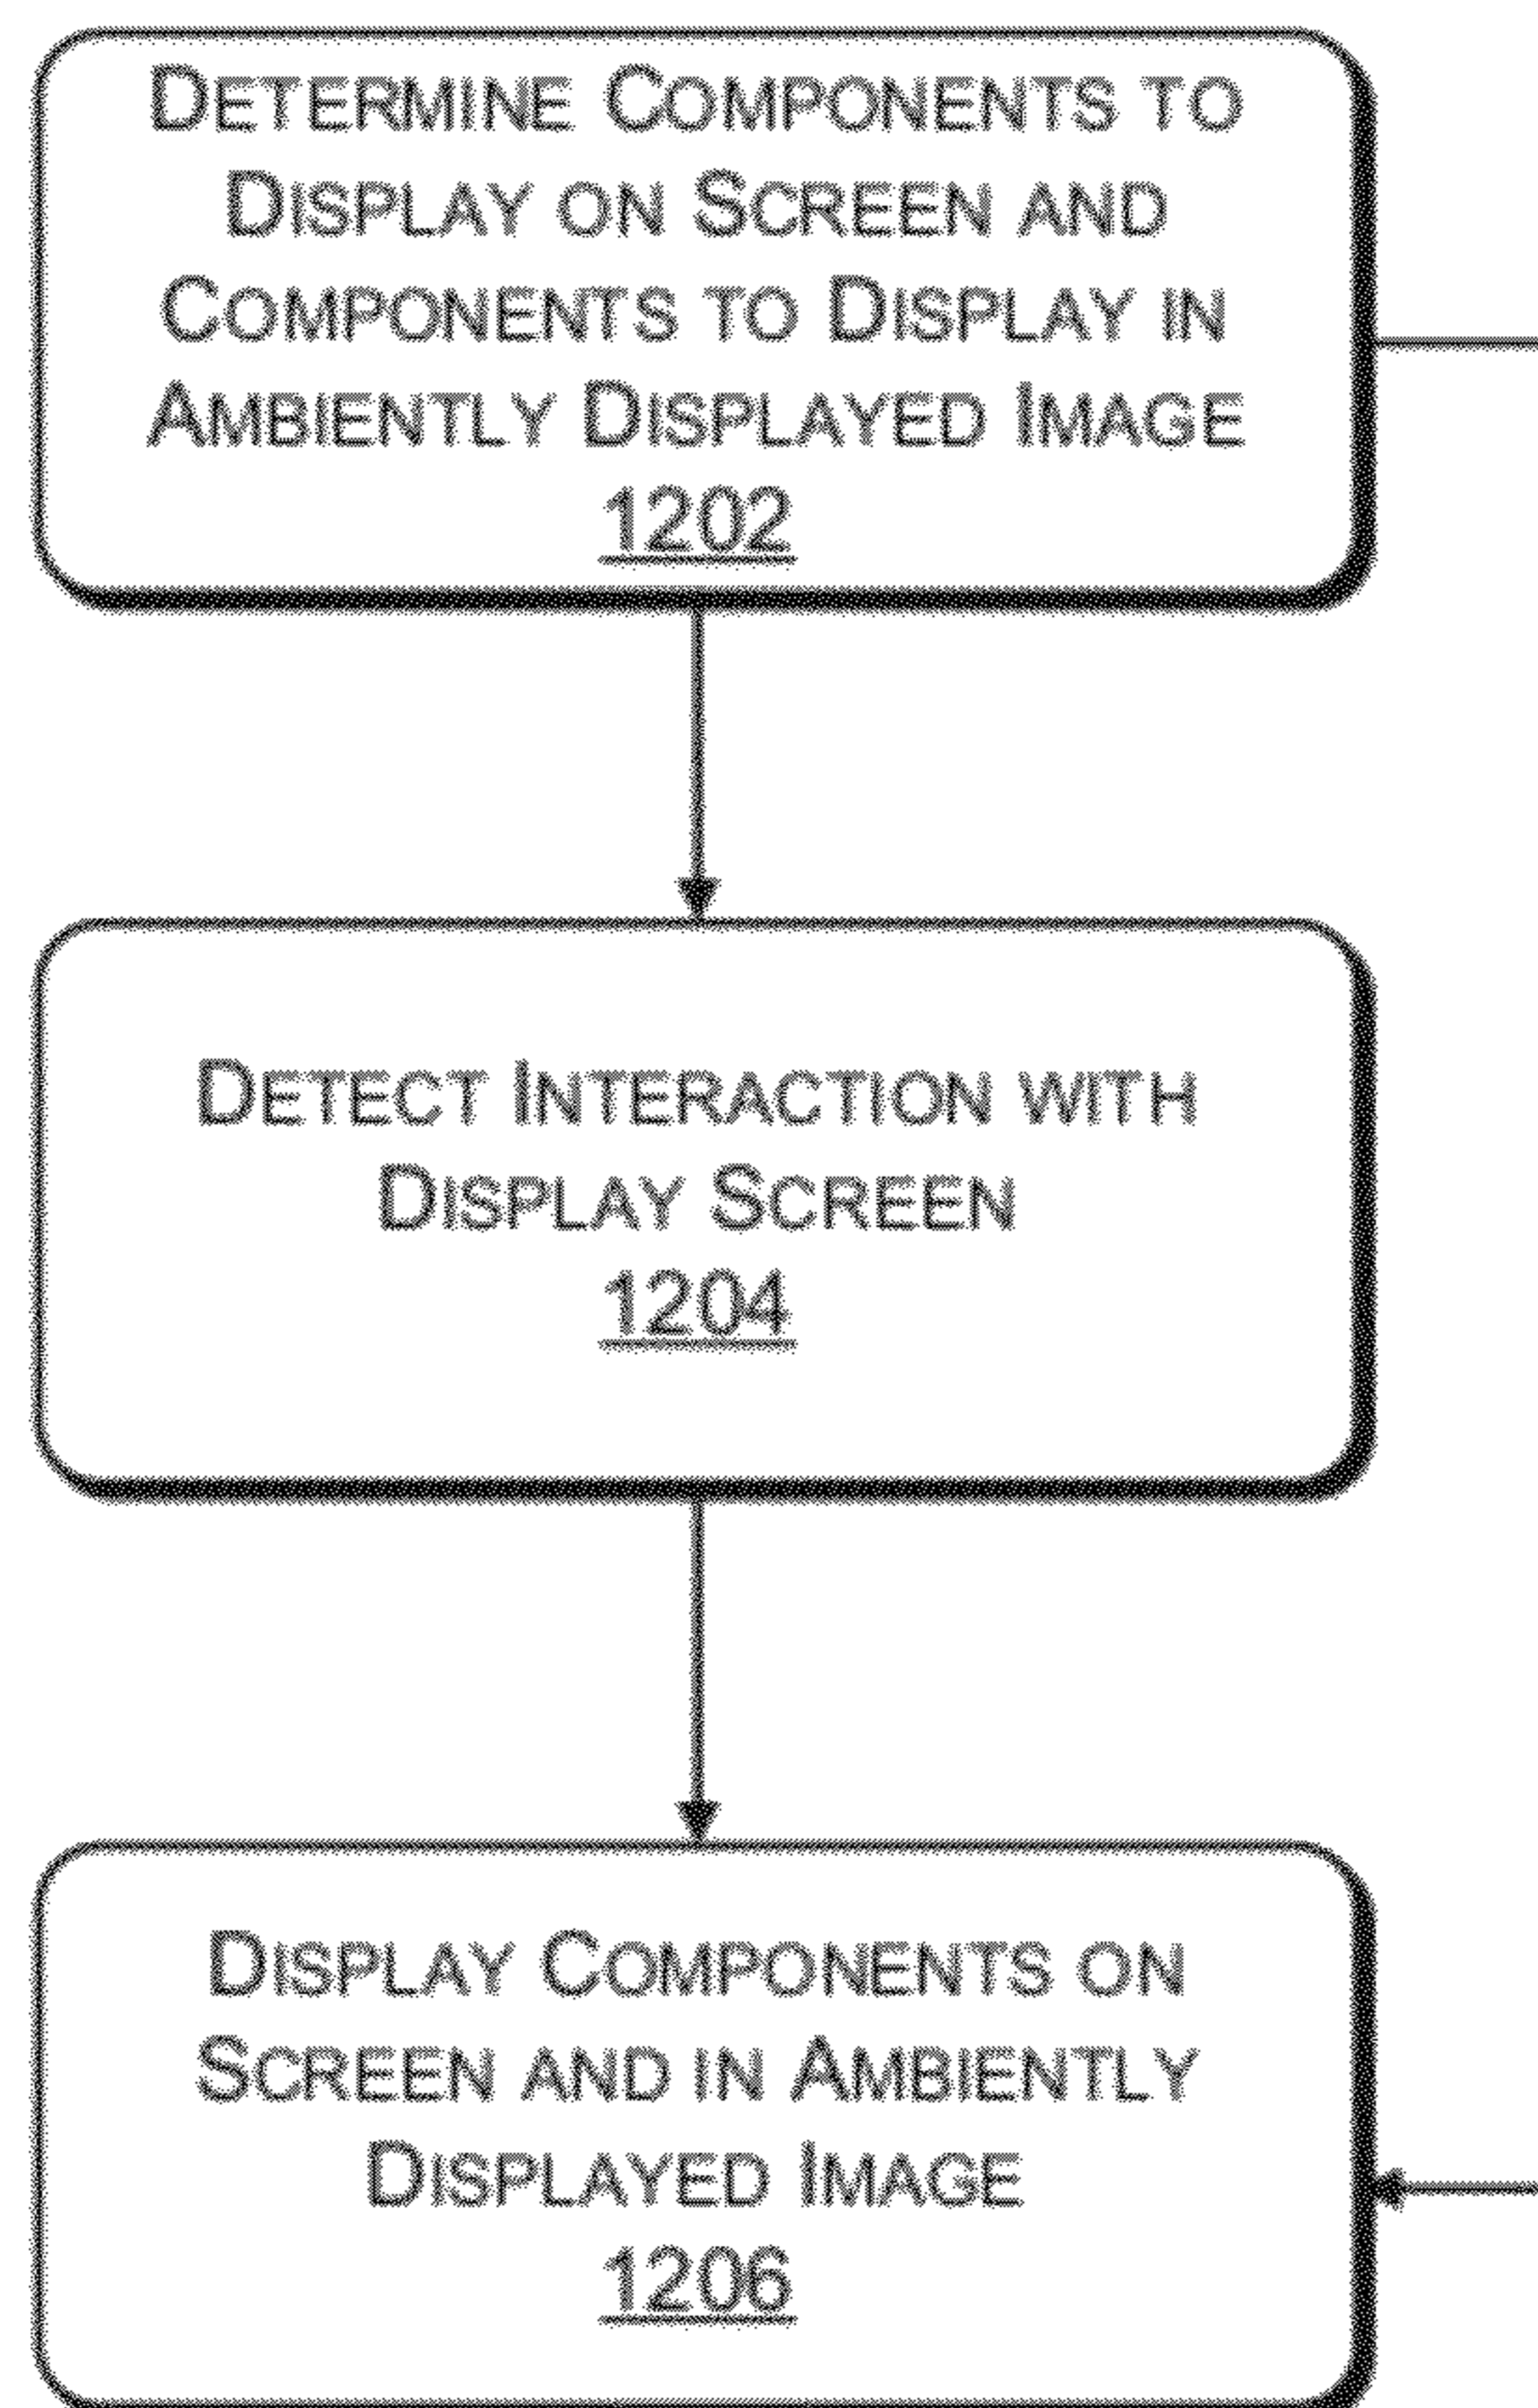 DETERMINE COMPONENTS TO
DISPLAY ON SCREEN AND
COMPONENTS TO DISPLAY IN
AMBIENTLY DISPLAYED IMAGE
1202
DETECT INTERACTION WITH
DISPLAY SCREEN
1204
DISPLAY COMPONENTS ON
SCREEN AND IN AMBIENTLY
DISPLAYED IMAGE
1206